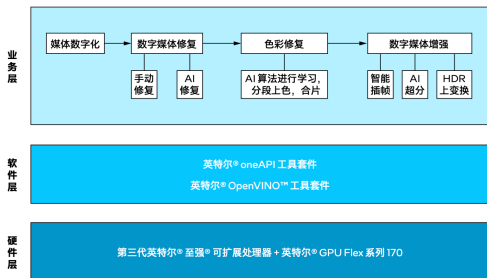 业务层
媒体数字化
数字媒体修复
色彩修复
数字媒体增强
手动
修复
AI
修复
AI 算法进行学习，
分段上色，合片
智能
插帧
AI
超分
HDR
上变换
软件层
英特尔® oneAPI 工具套件
英特尔® OpenVINO™ 工具套件
硬件层
第三代英特尔® 至强® 可扩展处理器 + 英特尔® GPU Flex 系列 170